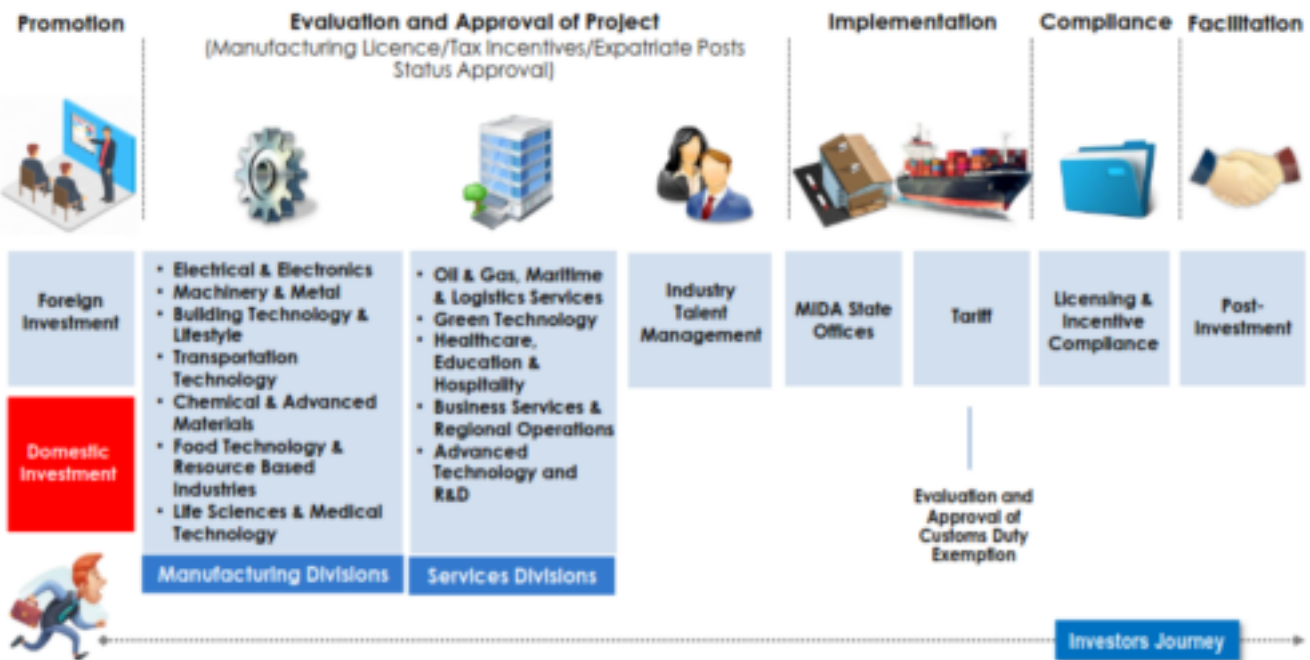 Promotion
Evaluation and Approval of Project
(Manufacturing Licence/Tax Incentives/Expatriate Posts
Status Approval)
Implementation
Compliance
Facilitation
Foreign
Investment
Domestic
Investment
• Electrical & Electronics
• Machinery & Metal
• Building Technology &
Lifestyle
• Transportation
Technology
• Chemical & Advanced
Materials
• Food Technology &
Resource Based
Industries
• Life Sciences & Medical
Technology
Manufacturing Divisions
• Oil & Gas, Maritime
& Logistics Services
• Green Technology
• Healthcare,
Education &
Hospitality
• Business Services &
Regional Operations
• Advanced
Technology and
R&D
Services Divisions
Industry
Talent
Management
MIDA State
Offices
Tariff
Evaluation and
Approval of
Customs Duty
Exemption
Licensing &
Incentive
Compliance
Post-
Investment
Investors Journey